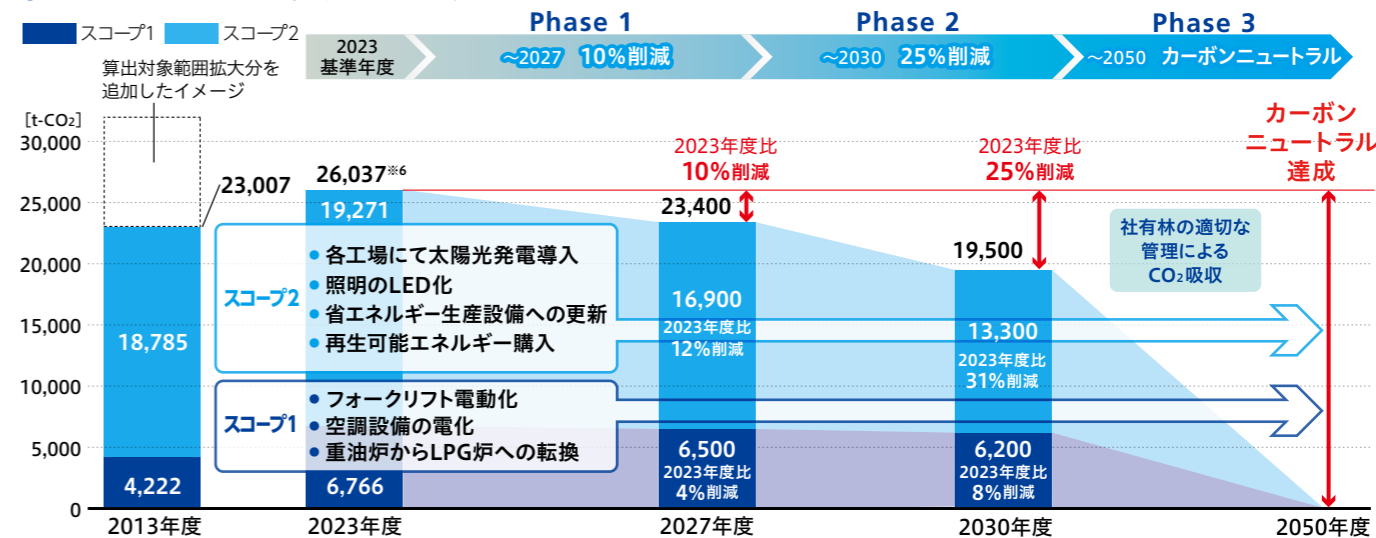 スコープ1 スコープ2
算出対象範囲拡大分を
追加したイメージ
2023
基準年度
Phase 1
~2027 10%削減
Phase 2
~2030 25%削減
Phase 3
~2050 カーボンニュートラル
[t-CO₂]
30,000
25,000
20,000
15,000
10,000
5,000
0
23,007
18,785
4,222
2013年度
26,037※6
19,271
6,766
2023年度
スコープ2
● 各工場にて太陽光発電導入
● 照明のLED化
● 省エネルギー生産設備への更新
● 再生可能エネルギー購入
スコープ1
● フォークリフト電動化
● 空調設備の電化
● 重油炉からLPG炉への転換
2023年度比
10%削減
23,400
16,900
2023年度比
12%削減
6,500
2023年度比
4%削減
2027年度
2023年度比
25%削減
19,500
13,300
2023年度比
31%削減
6,200
2023年度比
8%削減
2030年度
社有林の適切な
管理による
CO₂吸収
カーボン
ニュートラル
達成
2050年度